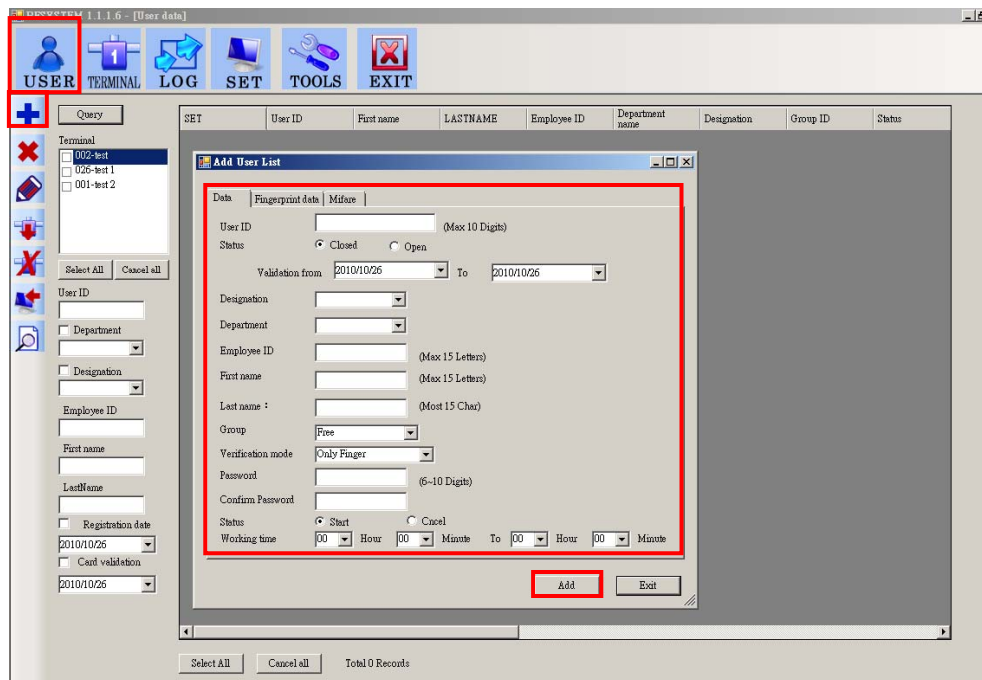 RFSYSTEM 1.1.1.6 - [User data]
USER TERMINAL 1 LOG SET TOOLS EXIT
Query
SET User ID First name LASTNAME Employee ID Department name Designation Group ID Status
Terminal
002-test
026-test 1
001-test 2
Select All Cancel all
User ID
Department
Designation
Employee ID
First name
LastName
Registration date
2010/10/26
Card validation
2010/10/26
Add User List
Data Fingerprint data Mifare
User ID (Max 10 Digits)
Status Closed Open
Validation from 2010/10/26 To 2010/10/26
Designation
Department
Employee ID (Max 15 Letters)
First name (Max 15 Letters)
Last name： (Most 15 Char)
Group Free
Verification mode Only Finger
Password (6~10 Digits)
Confirm Password
Status Start Cncel
Working time 00 Hour 00 Minute To 00 Hour 00 Minute
Add Exit
Select All Cancel all Total 0 Records